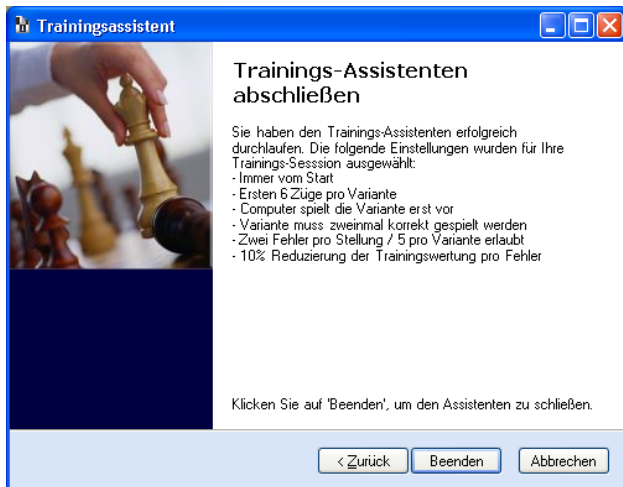 Trainingsassistent
Trainings-Assistenten
abschließen
Sie haben den Trainings-Assistenten erfolgreich
durchlaufen. Die folgende Einstellungen wurden für Ihre
Trainings-Sesssion ausgewählt:
- Immer vom Start
- Ersten 6 Züge pro Variante
- Computer spielt die Variante erst vor
- Variante muss zweimal korrekt gespielt werden
- Zwei Fehler pro Stellung / 5 pro Variante erlaubt
- 10% Reduzierung der Trainingswertung pro Fehler
Klicken Sie auf 'Beenden', um den Assistenten zu schließen.
< Zurück Beenden Abbrechen